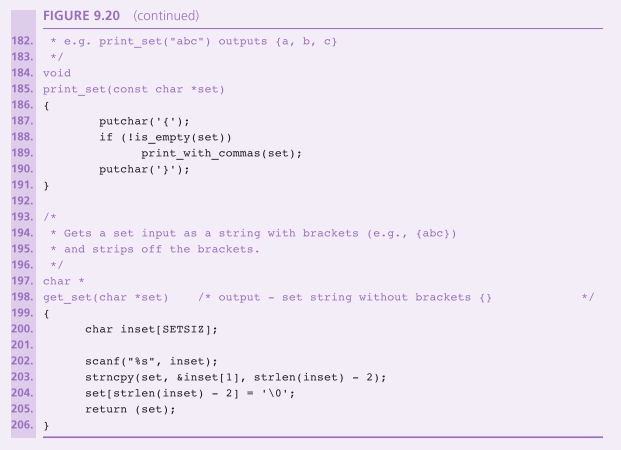 FIGURE 9.20 (continued)
182. * e.g. print_set("abc") outputs {a, b, c}
183. */
184. void
185. print_set(const char *set)
186. {
187. putchar('{');
188. if (!is_empty(set))
189. print_with_commas(set);
190. putchar('}');
191. }
192.
193. /*
194. * Gets a set input as a string with brackets (e.g., {abc})
195. * and strips off the brackets.
196. */
197. char *
198. get_set(char *set) /* output - set string without brackets {} */
199. {
200. char inset[SETSIZ];
201.
202. scanf("%s", inset);
203. strncpy(set, &inset[1], strlen(inset) - 2);
204. set[strlen(inset) - 2] = '\0';
205. return (set);
206. }